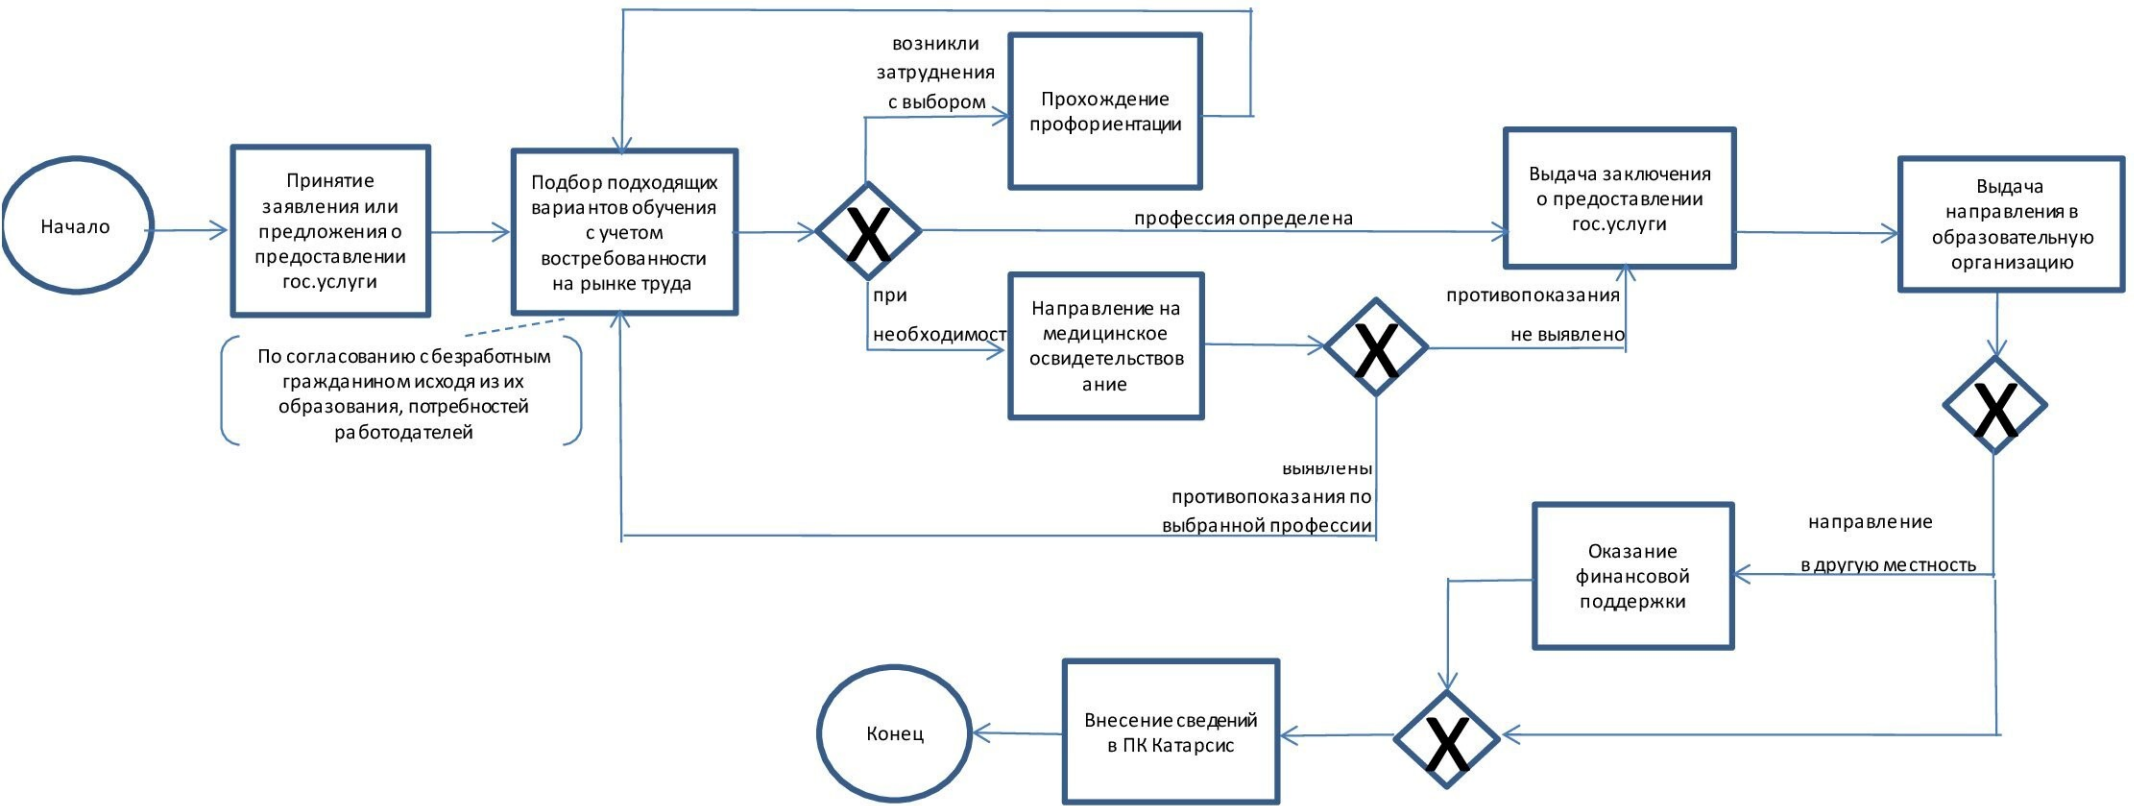 Начало
Принятие
заявления или
предложения о
предоставлении
гос.услуги
Подбор подходящих
вариантов обучения
с учетом
востребованности
на рынке труда
По согласованию с безработным
гражданином исходя из их
образования, потребностей
работодателей
X
возникли
затруднения
с выбором
Прохождение
профориентации
профессия определена
при
необходимост
Направление на
медицинское
освидетельствов
ание
X
противопоказания
не выявлено
выявлены
противопоказания по
выбранной профессии
Выдача заключения
о предоставлении
гос.услуги
Выдача
направления в
образовательную
организацию
X
направление
в другую местность
Оказание
финансовой
поддержки
X
Внесение сведений
в ПК Катарсис
Конец